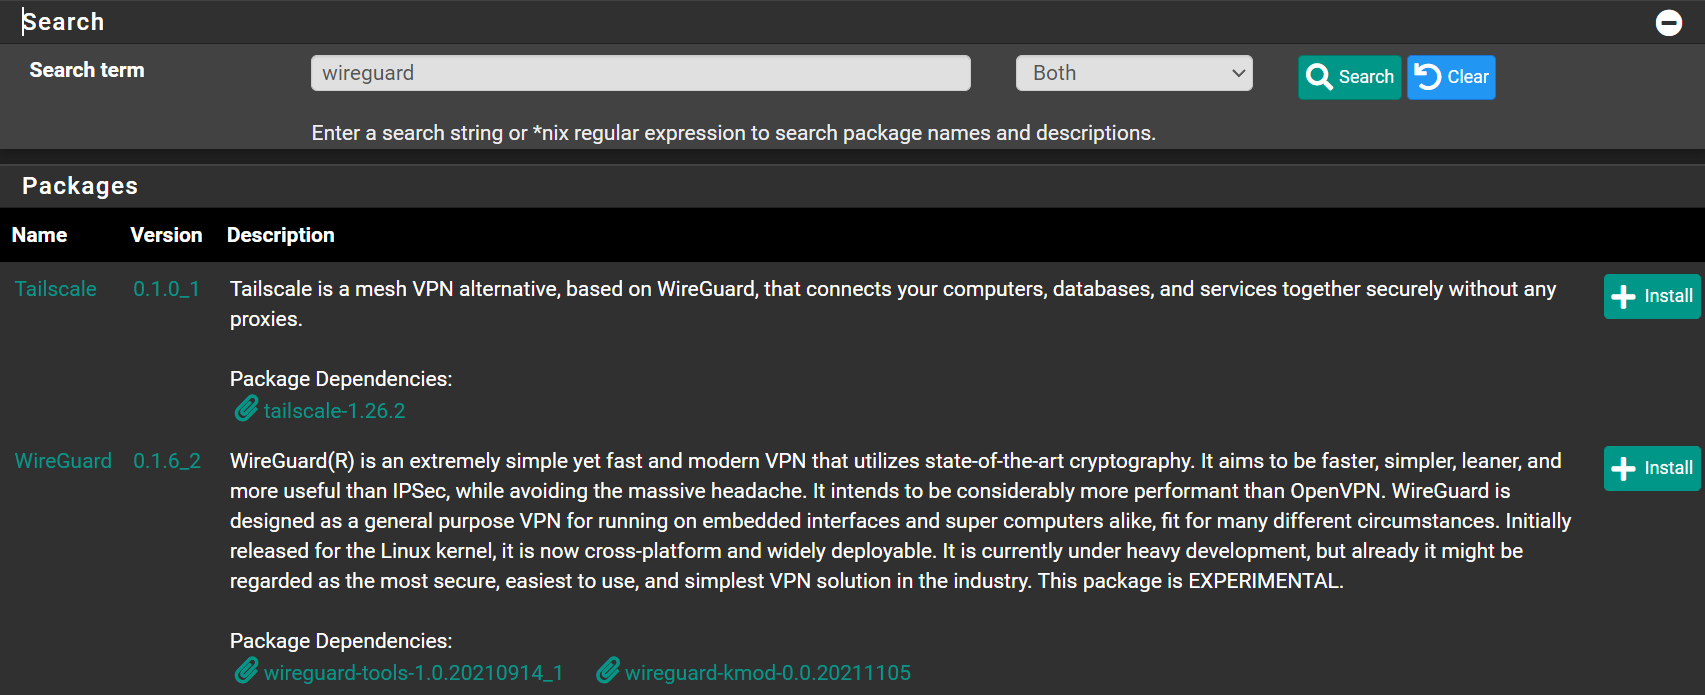 Search
Search term wireguard Both Search Clear
Enter a search string or *nix regular expression to search package names and descriptions.
Packages
Name Version Description
Tailscale 0.1.0_1 Tailscale is a mesh VPN alternative, based on WireGuard, that connects your computers, databases, and services together securely without any Install
proxies.
Package Dependencies:
tailscale-1.26.2
WireGuard 0.1.6_2 WireGuard(R) is an extremely simple yet fast and modern VPN that utilizes state-of-the-art cryptography. It aims to be faster, simpler, leaner, and Install
more useful than IPSec, while avoiding the massive headache. It intends to be considerably more performant than OpenVPN. WireGuard is
designed as a general purpose VPN for running on embedded interfaces and super computers alike, fit for many different circumstances. Initially
released for the Linux kernel, it is now cross-platform and widely deployable. It is currently under heavy development, but already it might be
regarded as the most secure, easiest to use, and simplest VPN solution in the industry. This package is EXPERIMENTAL.
Package Dependencies:
wireguard-tools-1.0.20210914_1 wireguard-kmod-0.0.20211105